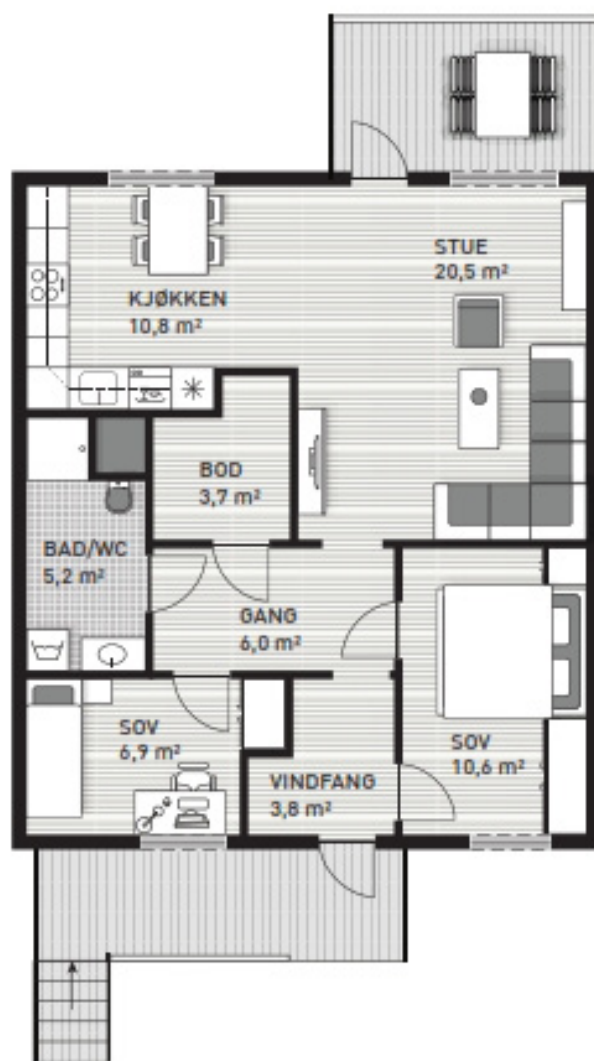 STUE
20,5 m²
KJØKKEN
10,8 m²
BOD
3,7 m²
BAD/WC
5,2 m²
GANG
6,0 m²
SOV
6,9 m²
SOV
10,6 m²
VINDFANG
3,8 m²